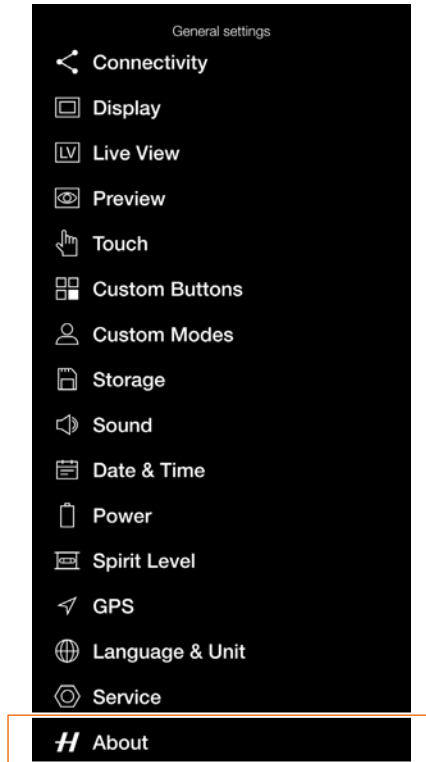 General settings
Connectivity
Display
LV Live View
Preview
Touch
Custom Buttons
Custom Modes
Storage
Sound
Date & Time
Power
Spirit Level
GPS
Language & Unit
Service
H About